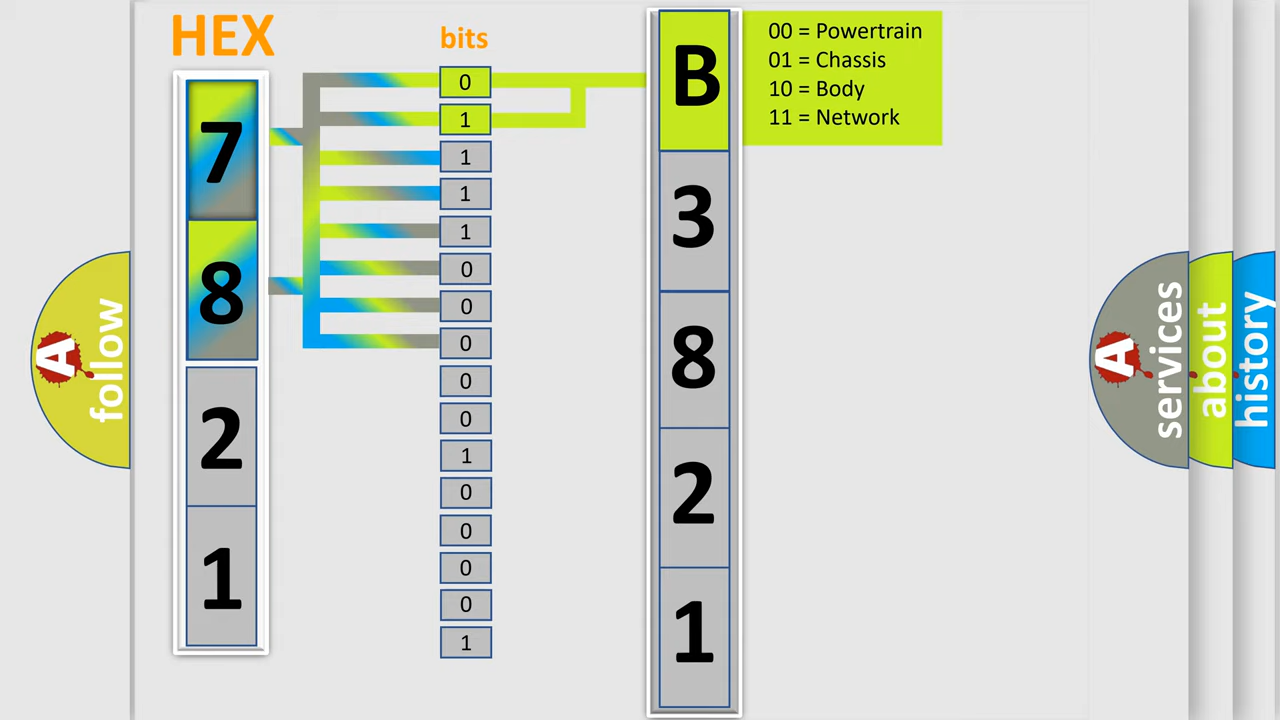 HEX
bits
7
8
2
1
0
1
1
1
1
0
0
0
0
0
1
0
0
0
0
1
B
3
8
2
1
00 = Powertrain
01 = Chassis
10 = Body
11 = Network
A
follow
A
services
about
history